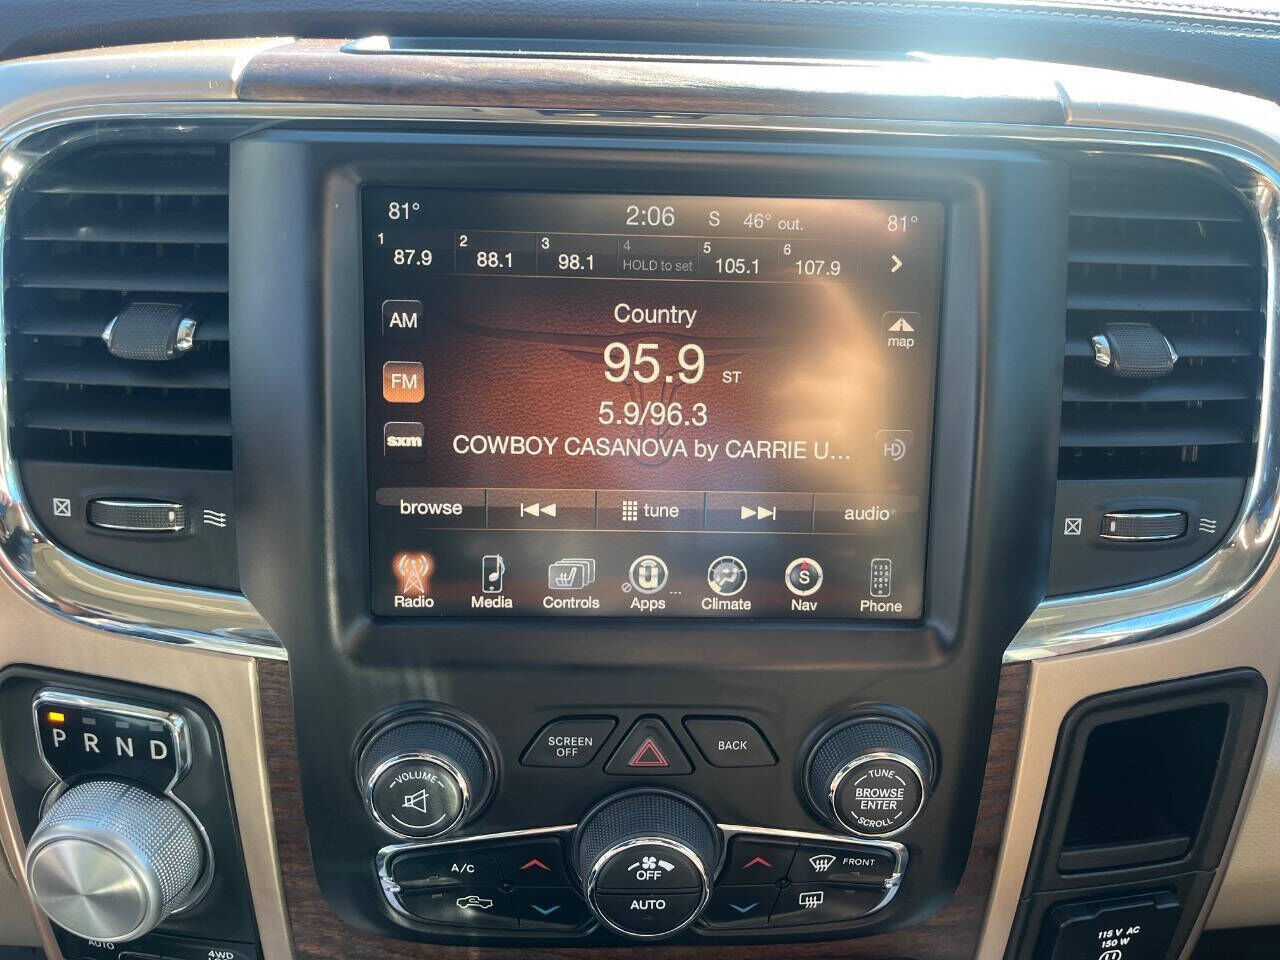 81° 2:06 S 46° out. 81°
1 87.9 2 88.1 3 98.1 4 HOLD to set 5 105.1 6 107.9
Country
AM
map
95.9 ST
FM
5.9/96.3
sxm
COWBOY CASANOVA by CARRIE U...
HD
browse tune audio
Radio Media Controls Apps ... Climate Nav Phone
S
P R N D
SCREEN OFF
BACK
VOLUME
TUNE
BROWSE
ENTER
SCROLL
A/C
OFF
AUTO
FRONT
AUTO
4WD
115 V AC
150 W